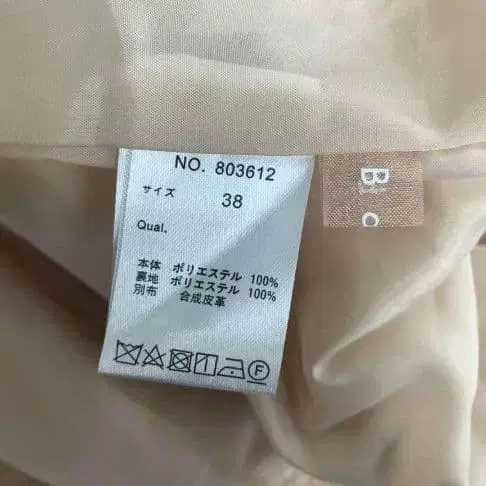 NO. 803612
サイズ 38
Qual.
本体 ポリエステル 100%
裏地 ポリエステル 100%
別布 合成皮革
F
B